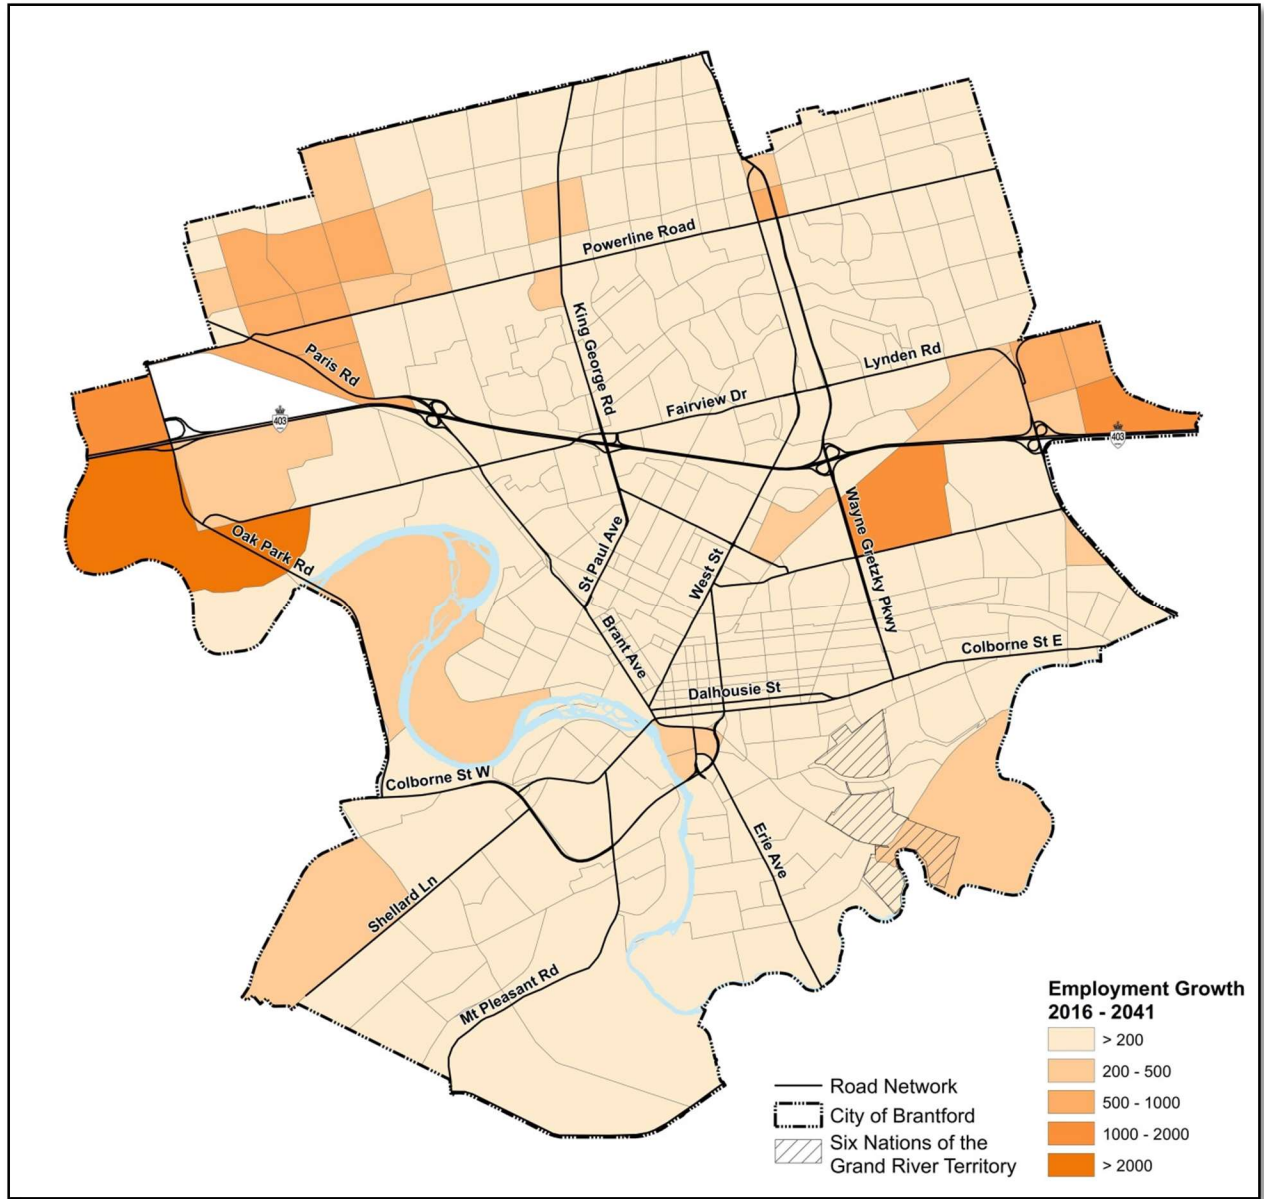 Powerline Road
King George Rd
Paris Rd
Lynden Rd
Fairview Dr
403
403
Oak Park Rd
St Paul Ave
West St
Wayne Gretzky Pkwy
Brant Ave
Colborne St E
Dalhousie St
Colborne St W
Erie Ave
Shellard Ln
Mt Pleasant Rd
Employment Growth
2016 - 2041
> 200
200 - 500
500 - 1000
1000 - 2000
> 2000
Road Network
City of Brantford
Six Nations of the
Grand River Territory